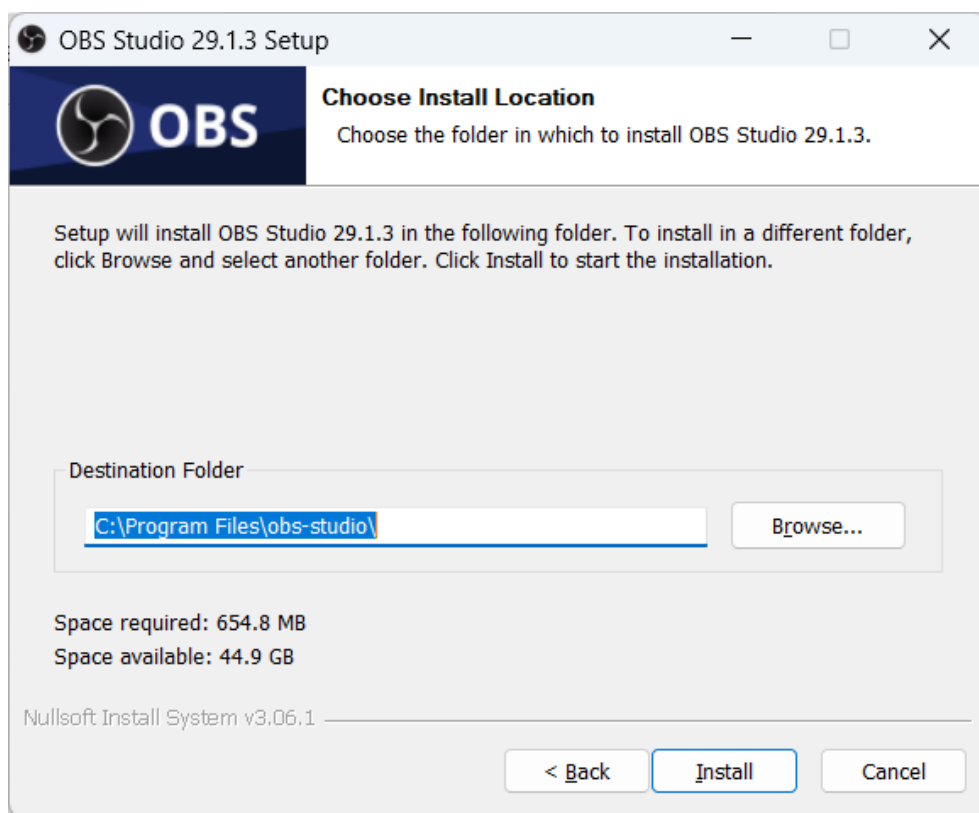 OBS Studio 29.1.3 Setup
OBS
Choose Install Location
Choose the folder in which to install OBS Studio 29.1.3.
Setup will install OBS Studio 29.1.3 in the following folder. To install in a different folder,
click Browse and select another folder. Click Install to start the installation.
Destination Folder
C:\Program Files\obs-studio\
Browse...
Space required: 654.8 MB
Space available: 44.9 GB
Nullsoft Install System v3.06.1
< Back
Install
Cancel